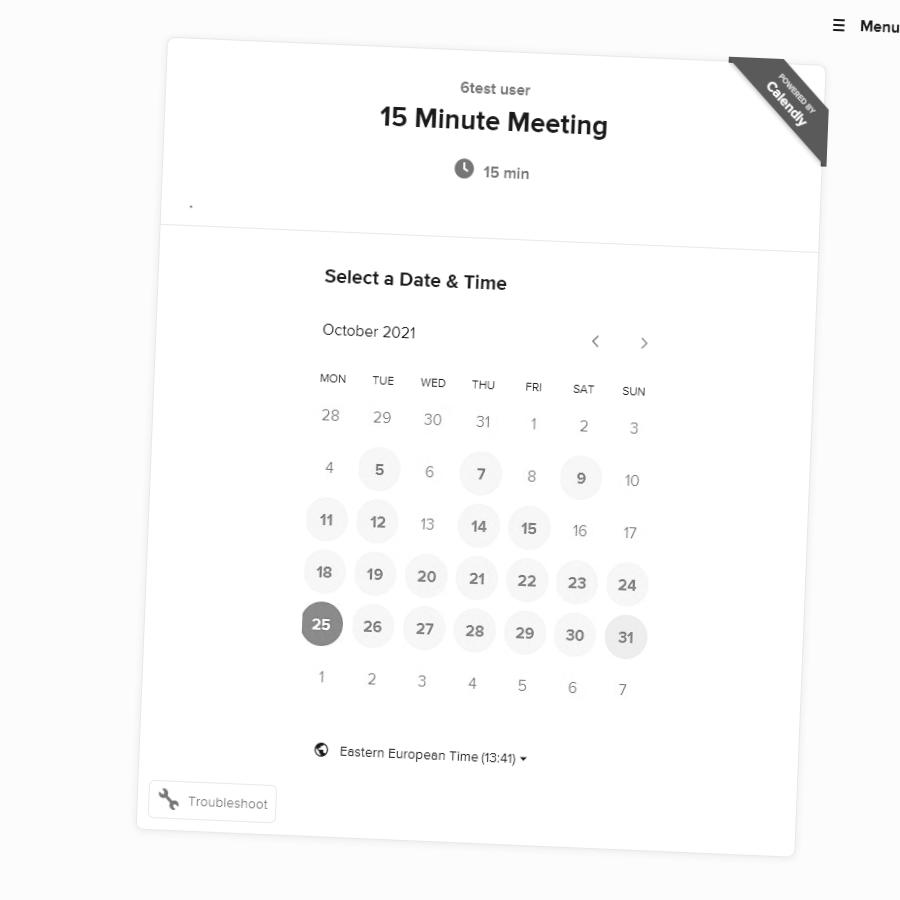 ☰ Menu
POWERED BY
Calendly
6test user
15 Minute Meeting
15 min
.
Select a Date & Time
October 2021
MON TUE WED THU FRI SAT SUN
28 29 30 31 1 2 3
4 5 6 7 8 9 10
11 12 13 14 15 16 17
18 19 20 21 22 23 24
25 26 27 28 29 30 31
1 2 3 4 5 6 7
Eastern European Time (13:41)
Troubleshoot